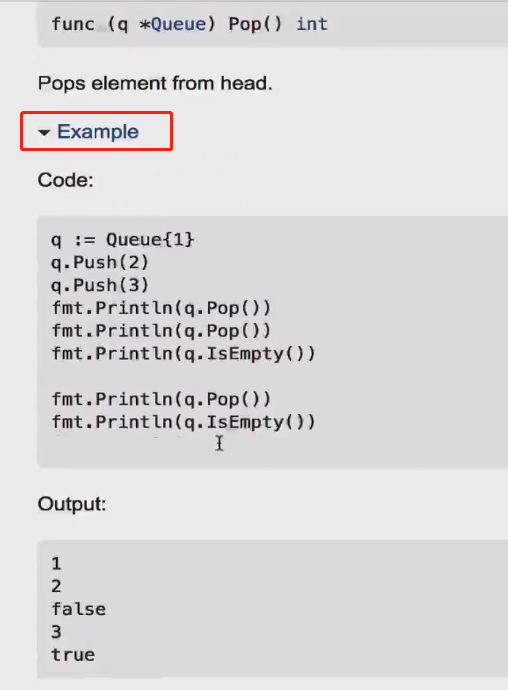 func (q *Queue) Pop() int
Pops element from head.
Example
Code:
q := Queue{1}
q.Push(2)
q.Push(3)
fmt.Println(q.Pop())
fmt.Println(q.Pop())
fmt.Println(q.IsEmpty())
fmt.Println(q.Pop())
fmt.Println(q.IsEmpty())
Output:
1
2
false
3
true